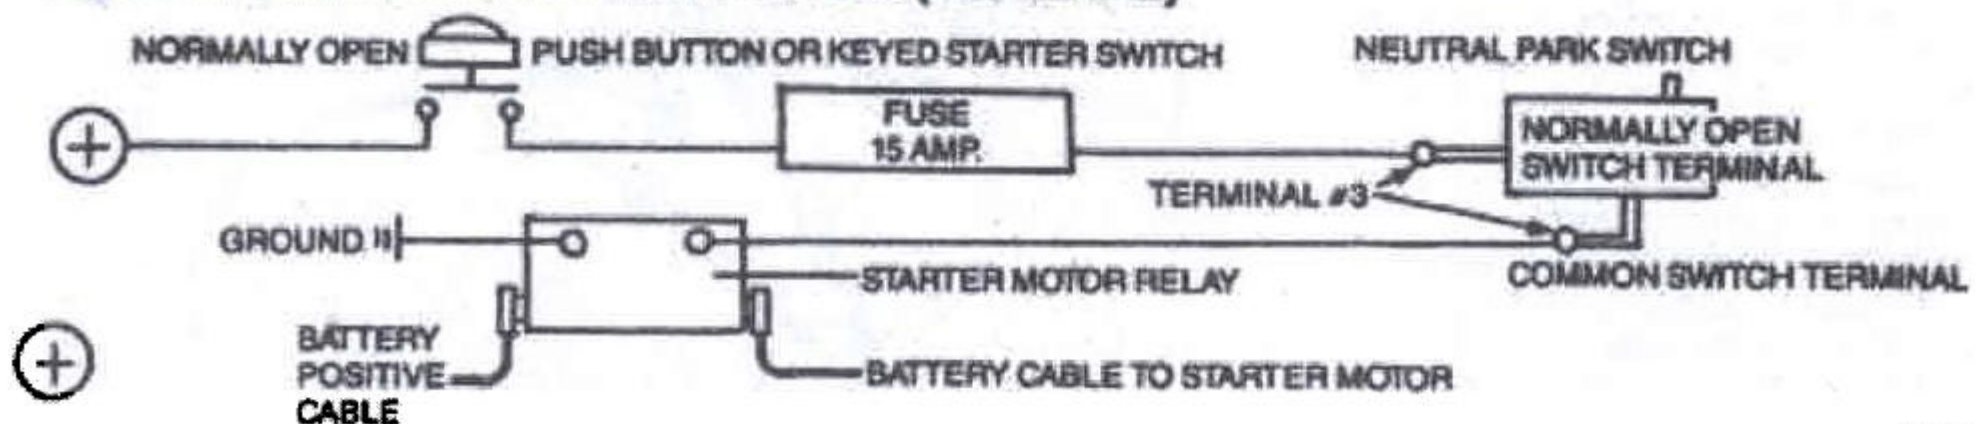 NORMALLY OPEN
PUSH BUTTON OR KEYED STARTER SWITCH
NEUTRAL PARK SWITCH
FUSE
15 AMP.
NORMALLY OPEN
SWITCH TERMINAL
TERMINAL #3
GROUND
STARTER MOTOR RELAY
COMMON SWITCH TERMINAL
BATTERY
POSITIVE
CABLE
BATTERY CABLE TO STARTER MOTOR